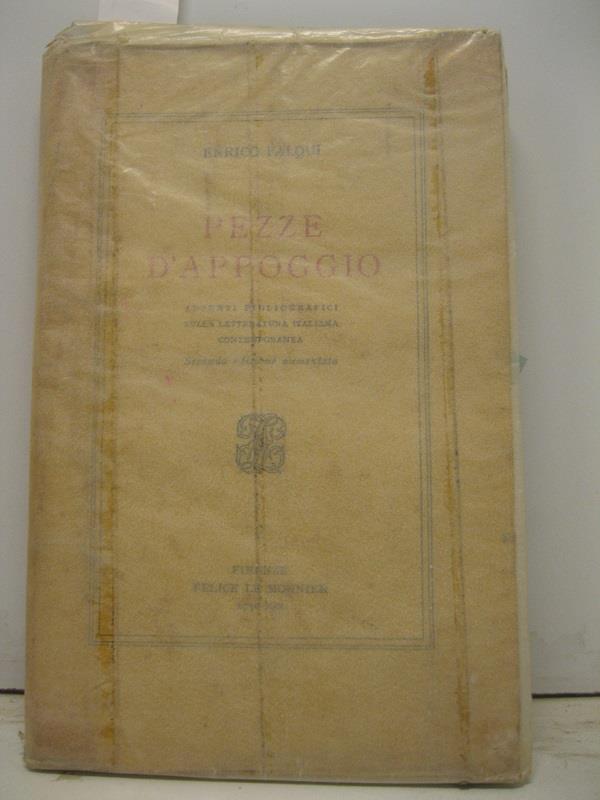 ENRICO FALQUI
PEZZE
D'APPOGGIO
APPUNTI BIBLIOGRAFICI
SULLA LETTERATURA ITALIANA
CONTEMPORANEA
Seconda edizione aumentata
FIRENZE
FELICE LE MONNIER